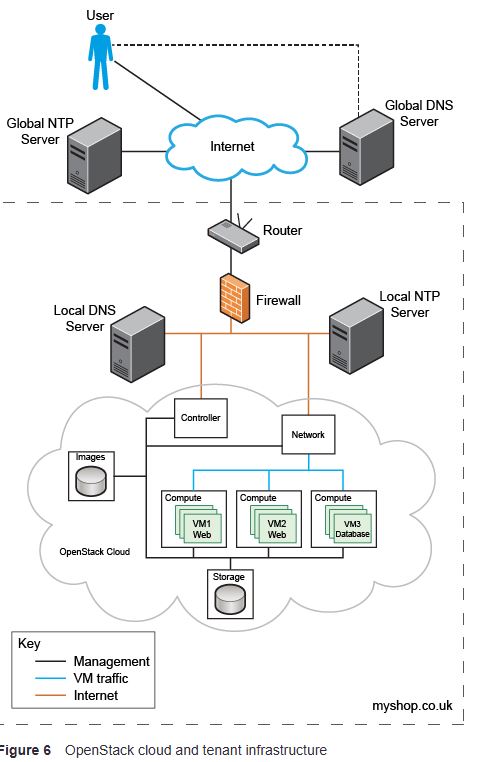 User
Global NTP
Server
Global DNS
Server
Internet
Router
Firewall
Local DNS
Server
Local NTP
Server
Controller
Network
Images
Compute
VM1
Web
Compute
VM2
Web
Compute
VM3
Database
OpenStack Cloud
Storage
Key
Management
VM traffic
Internet
myshop.co.uk
Figure 6 OpenStack cloud and tenant infrastructure